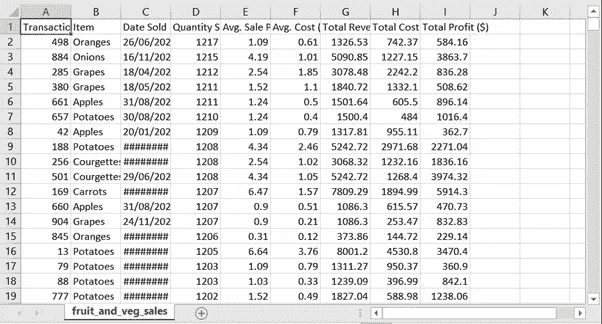 A B C D E F G H I J K
1 Transactic Item Date Sold Quantity S Avg. Sale P Avg. Cost ( Total Reve Total Cost Total Profit ($)
2 498 Oranges 26/06/202 1217 1.09 0.61 1326.53 742.37 584.16
3 884 Onions 16/11/202 1215 4.19 1.01 5090.85 1227.15 3863.7
4 285 Grapes 18/04/202 1212 2.54 1.85 3078.48 2242.2 836.28
5 380 Grapes 18/05/202 1211 1.52 1.1 1840.72 1332.1 508.62
6 661 Apples 31/08/202 1211 1.24 0.5 1501.64 605.5 896.14
7 657 Potatoes 30/08/202 1210 1.24 0.4 1500.4 484 1016.4
8 42 Apples 20/01/202 1209 1.09 0.79 1317.81 955.11 362.7
9 188 Potatoes ######## 1208 4.34 2.46 5242.72 2971.68 2271.04
10 256 Courgettes ######## 1208 2.54 1.02 3068.32 1232.16 1836.16
11 501 Courgettes 29/06/202 1208 4.34 1.05 5242.72 1268.4 3974.32
12 169 Carrots ######## 1207 6.47 1.57 7809.29 1894.99 5914.3
13 660 Apples 31/08/202 1207 0.9 0.51 1086.3 615.57 470.73
14 904 Grapes 24/11/202 1207 0.9 0.21 1086.3 253.47 832.83
15 845 Oranges ######## 1206 0.31 0.12 373.86 144.72 229.14
16 13 Potatoes ######## 1205 6.64 3.76 8001.2 4530.8 3470.4
17 79 Potatoes ######## 1203 1.09 0.79 1311.27 950.37 360.9
18 88 Potatoes ######## 1203 1.03 0.33 1239.09 396.99 842.1
19 777 Potatoes ######## 1202 1.52 0.49 1827.04 588.98 1238.06
fruit_and_veg_sales